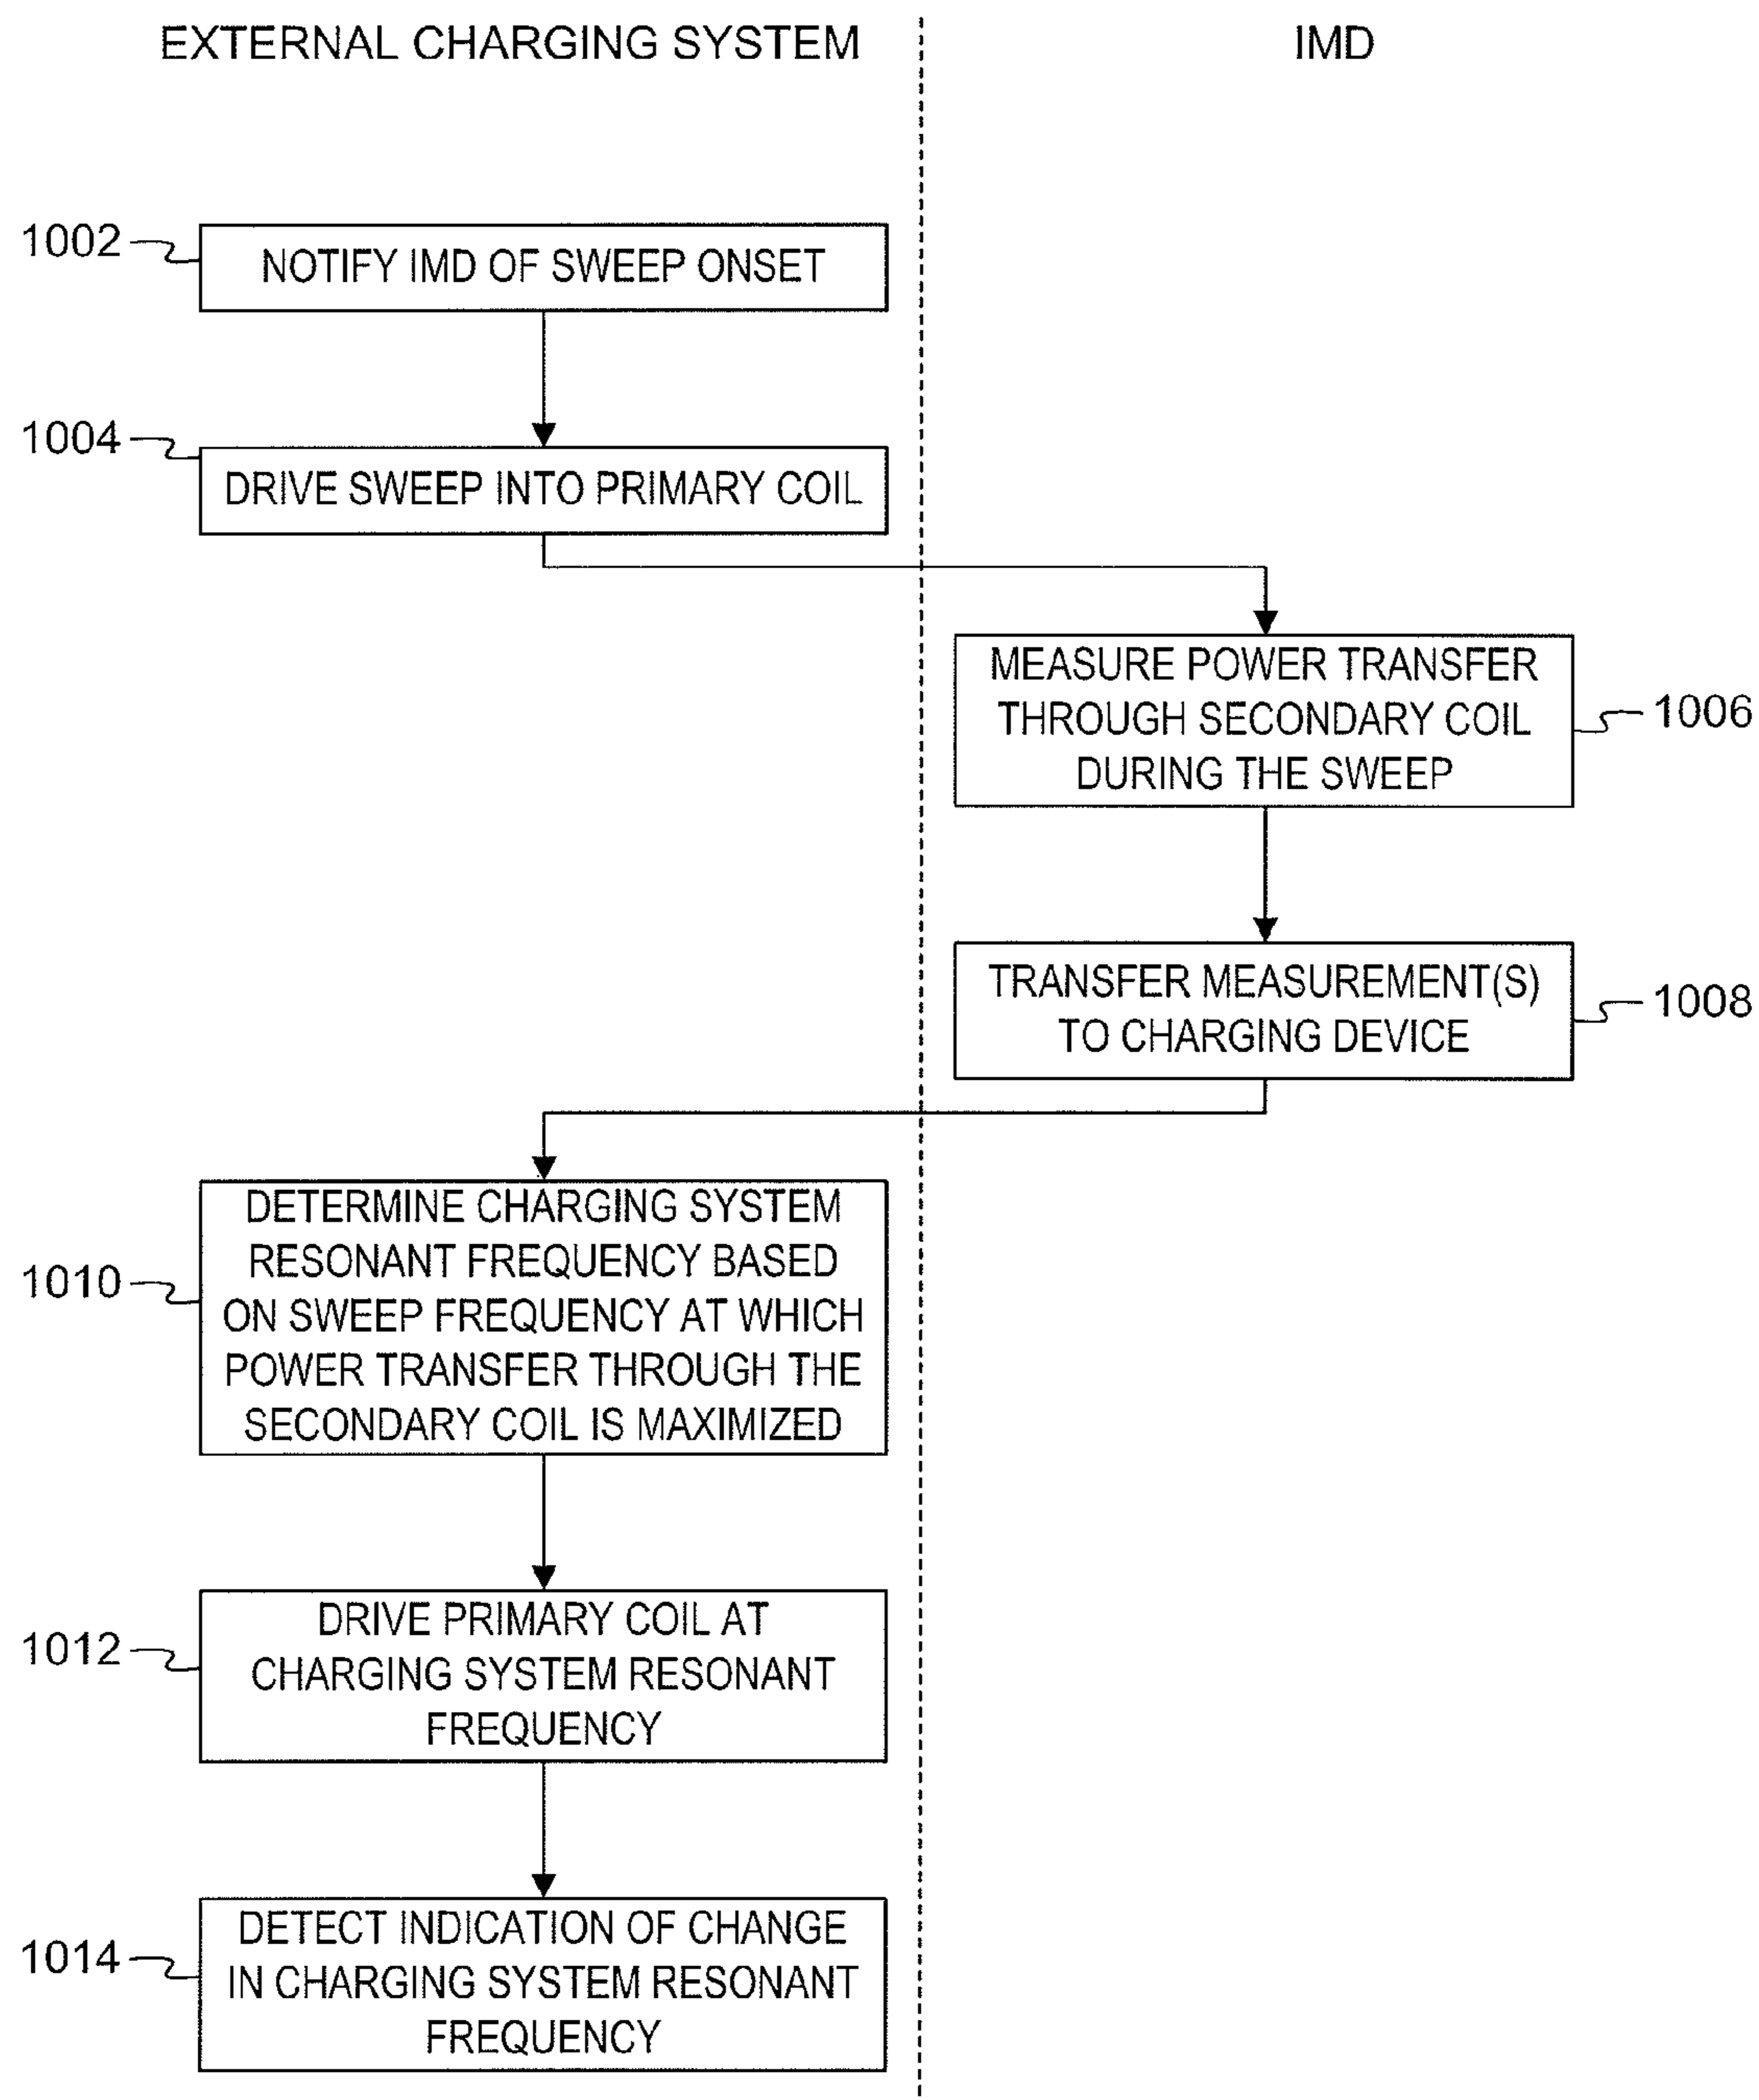 EXTERNAL CHARGING SYSTEM
IMD
1002
NOTIFY IMD OF SWEEP ONSET
1004
DRIVE SWEEP INTO PRIMARY COIL
MEASURE POWER TRANSFER
THROUGH SECONDARY COIL
DURING THE SWEEP
1006
TRANSFER MEASUREMENT(S)
TO CHARGING DEVICE
1008
1010
DETERMINE CHARGING SYSTEM
RESONANT FREQUENCY BASED
ON SWEEP FREQUENCY AT WHICH
POWER TRANSFER THROUGH THE
SECONDARY COIL IS MAXIMIZED
1012
DRIVE PRIMARY COIL AT
CHARGING SYSTEM RESONANT
FREQUENCY
1014
DETECT INDICATION OF CHANGE
IN CHARGING SYSTEM RESONANT
FREQUENCY